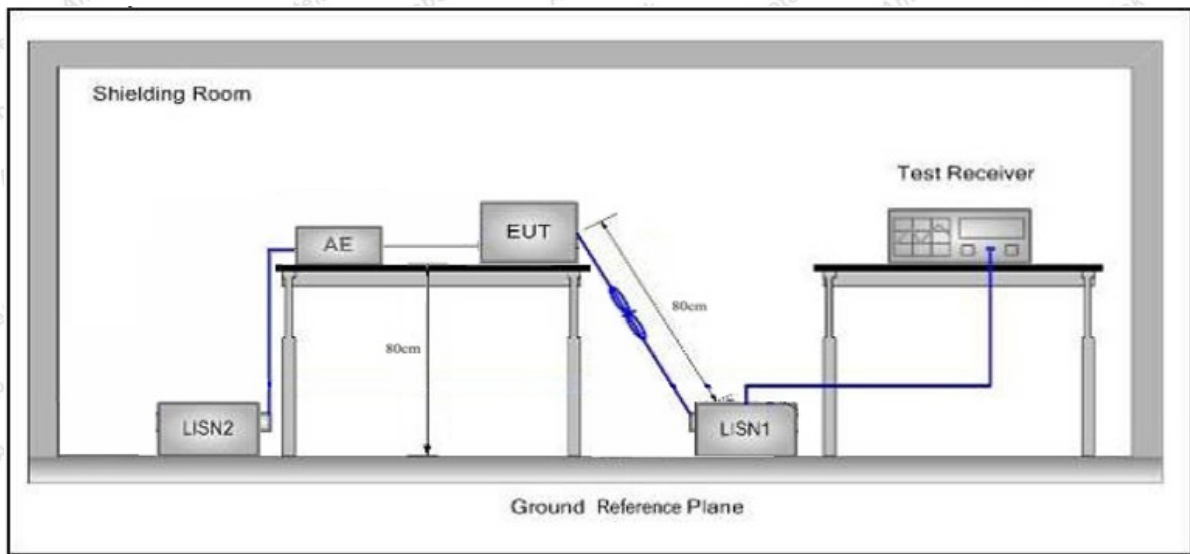 Shielding Room
Test Receiver
AE
EUT
80cm
80cm
LISN2
LISN1
Ground Reference Plane